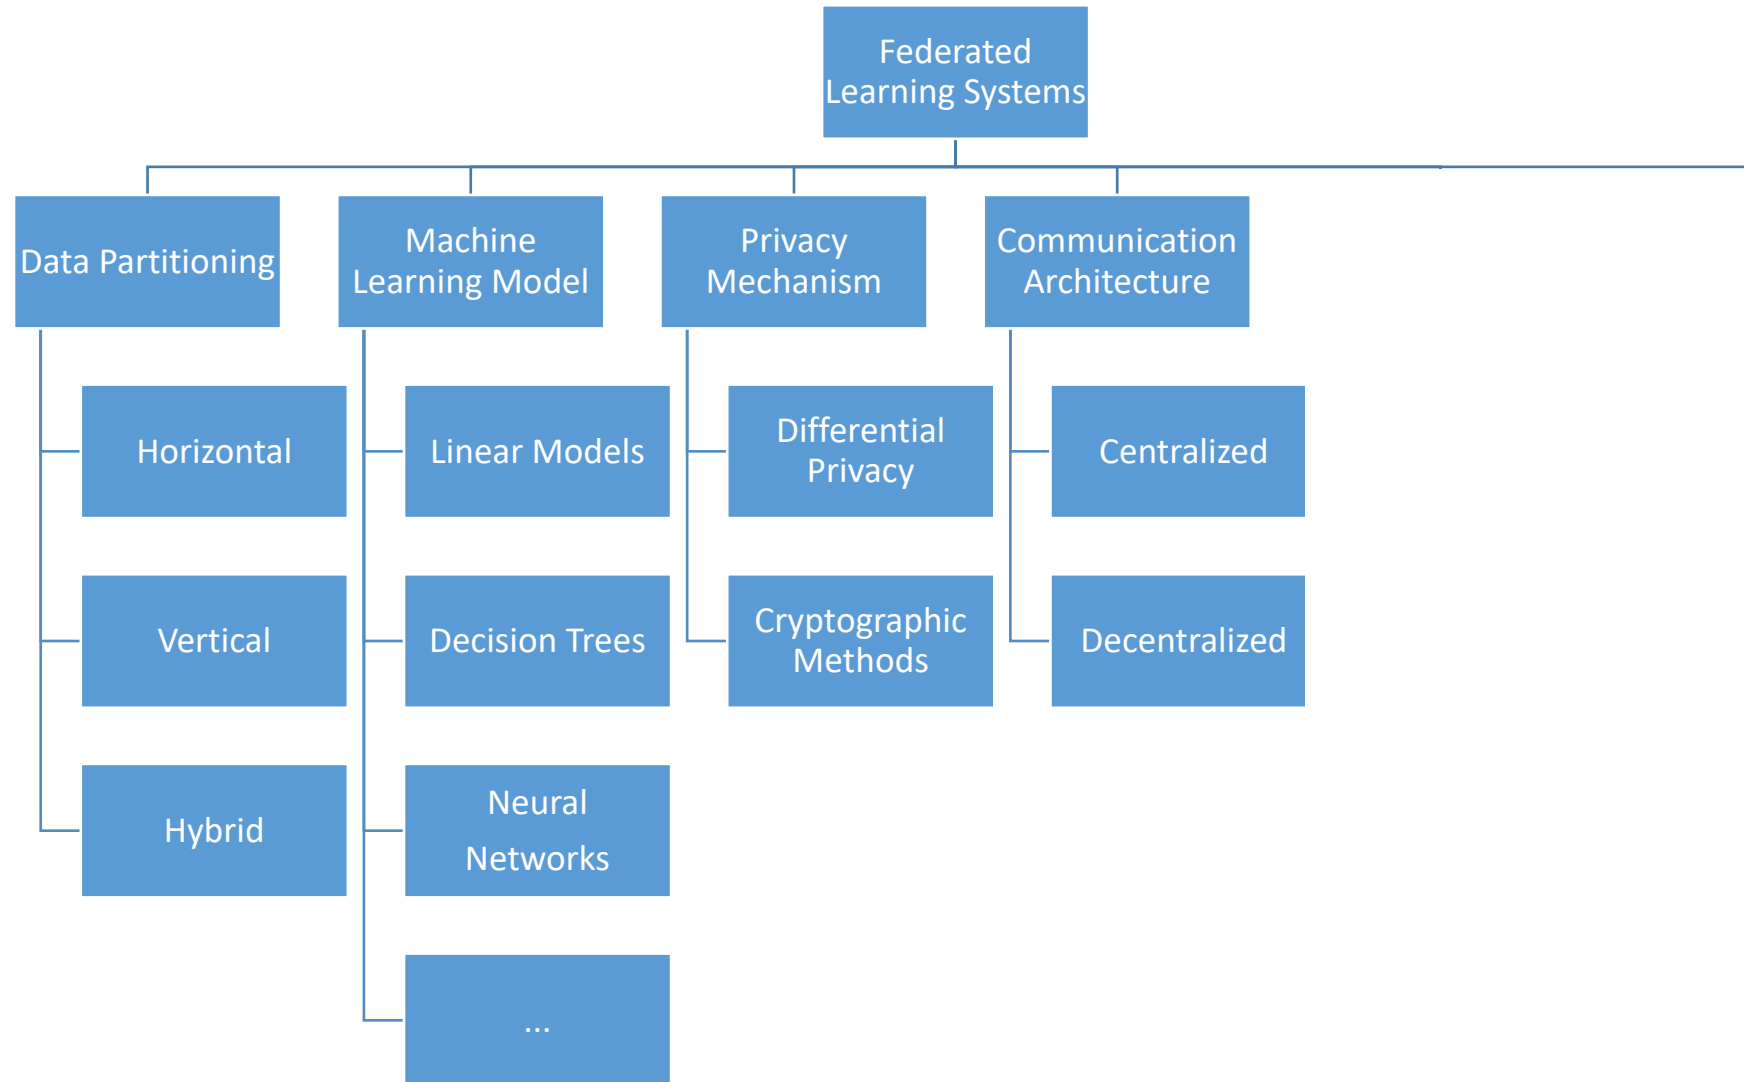 Federated
Learning Systems
Data Partitioning
Machine
Learning Model
Privacy
Mechanism
Communication
Architecture
Horizontal
Linear Models
Differential
Privacy
Centralized
Vertical
Decision Trees
Cryptographic
Methods
Decentralized
Hybrid
Neural
Networks
...